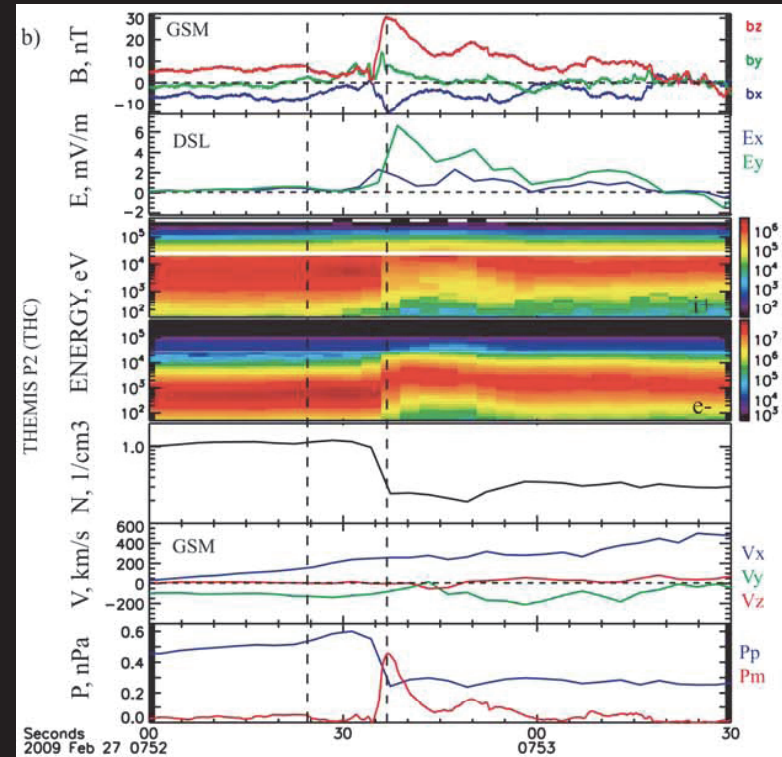 b)
GSM
B, nT
30
20
10
0
-10
bz
by
bx
DSL
E, mV/m
6
4
2
0
-2
Ex
Ey
THEMIS P2 (THC)
ENERGY, eV
10^5
10^4
10^3
10^2
i+
10^6
10^5
10^4
10^3
10^2
10^5
10^4
10^3
10^2
e-
10^7
10^6
10^5
10^4
10^3
N, 1/cm3
1.0
GSM
V, km/s
600
400
200
0
-200
Vx
Vy
Vz
P, nPa
0.6
0.4
0.2
0.0
Pp
Pm
00 30 00 30
Seconds
2009 Feb 27 0752 0753